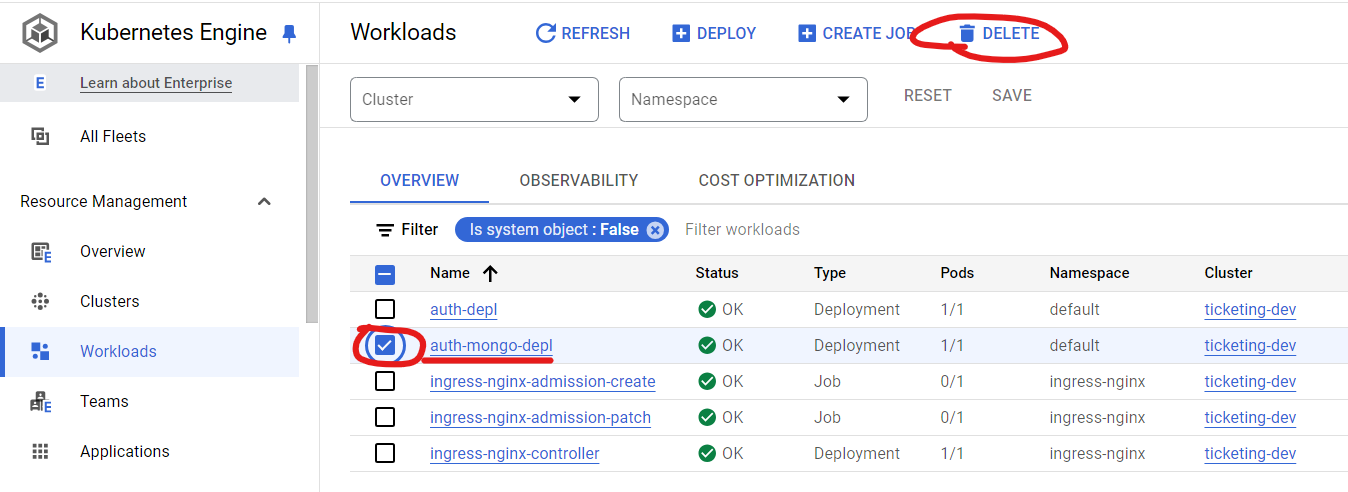 Kubernetes Engine
Workloads
REFRESH
DEPLOY
CREATE JOB
DELETE
E
Learn about Enterprise
All Fleets
Resource Management
Overview
E
Clusters
Workloads
Teams
E
Applications
Cluster
Namespace
RESET
SAVE
OVERVIEW
OBSERVABILITY
COST OPTIMIZATION
Filter
Is system object : False
Filter workloads
Name Status Type Pods Namespace Cluster
auth-depl OK Deployment 1/1 default ticketing-dev
auth-mongo-depl OK Deployment 1/1 default ticketing-dev
ingress-nginx-admission-create OK Job 0/1 ingress-nginx ticketing-dev
ingress-nginx-admission-patch OK Job 0/1 ingress-nginx ticketing-dev
ingress-nginx-controller OK Deployment 1/1 ingress-nginx ticketing-dev